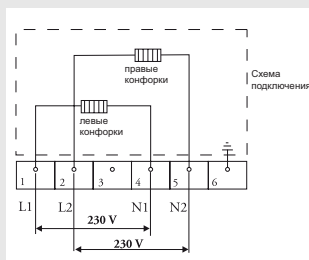 правые
конфорки
Схема
подключения
левые
конфорки
1 2 3 4 5 6
L1 L2 N1 N2
230 V
230 V